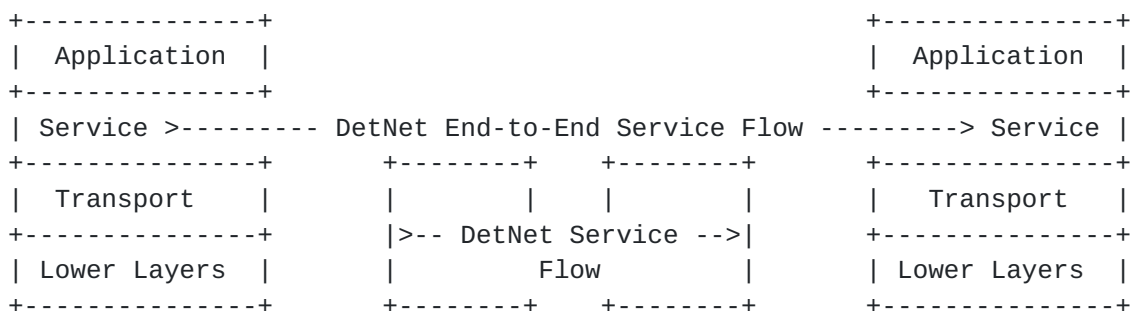 +---------------+                                   +---------------+
|  Application  |                                   |  Application  |
+---------------+                                   +---------------+
| Service >--------- DetNet End-to-End Service Flow ---------> Service |
+---------------+       +--------+    +--------+       +---------------+
|  Transport    |       |        |   |        |       |   Transport   |
+---------------+       |>-- DetNet Service -->|       +---------------+
| Lower Layers  |       |         Flow         |       | Lower Layers  |
+---------------+       +--------+    +--------+       +---------------+